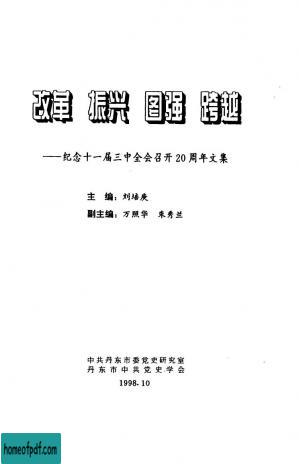 改革 振兴 图强 跨越
——纪念十一届三中全会召开20周年文集
主 编:刘培庚
副主编:万照华 朱秀兰
中共丹东市委党史研究室
丹东市中共党史学会
1998.10
homeofpdf.com
homeofpdf.com